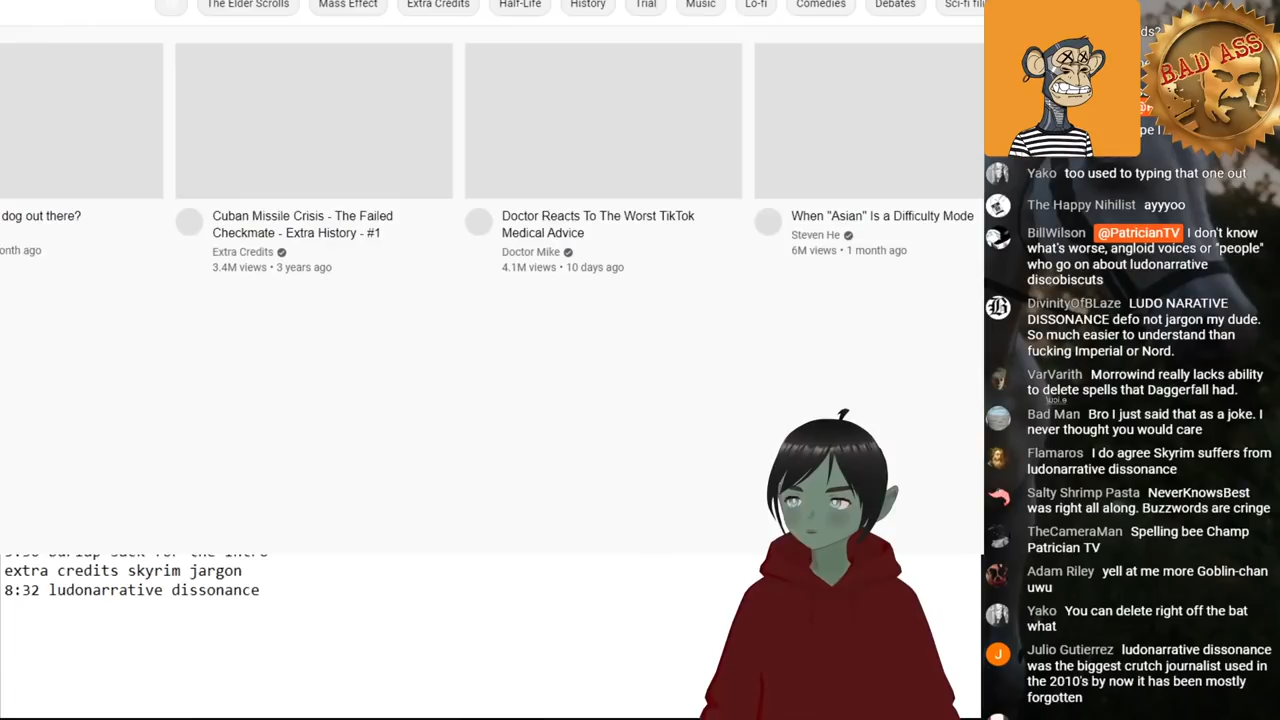 The Elder Scrolls
Mass Effect
Extra Credits
Half-Life
History
Trial
Music
Lo-fi
Comedies
Debates
Sci-fi
dog out there?
ago
Cuban Missile Crisis - The Failed
Checkmate - Extra History - #1
Extra Credits
3.4M views • 3 years ago
Doctor Reacts To The Worst TikTok
Medical Advice
Doctor Mike
4.1M views • 10 days ago
When "Asian" Is a Difficulty Mode
Steven He
6M views • 1 month ago
extra credits skyrim jargon
8:32 ludonarrative dissonance
BAD ASS
Yako too used to typing that one out
The Happy Nihilist ayyyoo
BillWilson @PatricianTV I don't know
what's worse, angloid voices or "people"
who go on about ludonarrative
discobiscuts
DivinityOfBLaze LUDO NARATIVE
DISSONANCE defo not jargon my dude.
So much easier to understand than
fucking Imperial or Nord.
VarVarith Morrowind really lacks ability
to delete spells that Daggerfall had.
Bad Man Bro I just said that as a joke. I
never thought you would care
Flamaros I do agree Skyrim suffers from
ludonarrative dissonance
Salty Shrimp Pasta NeverKnowsBest
was right all along. Buzzwords are cringe
TheCameraMan Spelling bee Champ
Patrician TV
Adam Riley yell at me more Goblin-chan
uwu
Yako You can delete right off the bat
what
J
Julio Gutierrez ludonarrative dissonance
was the biggest crutch journalist used in
the 2010's by now it has been mostly
forgotten